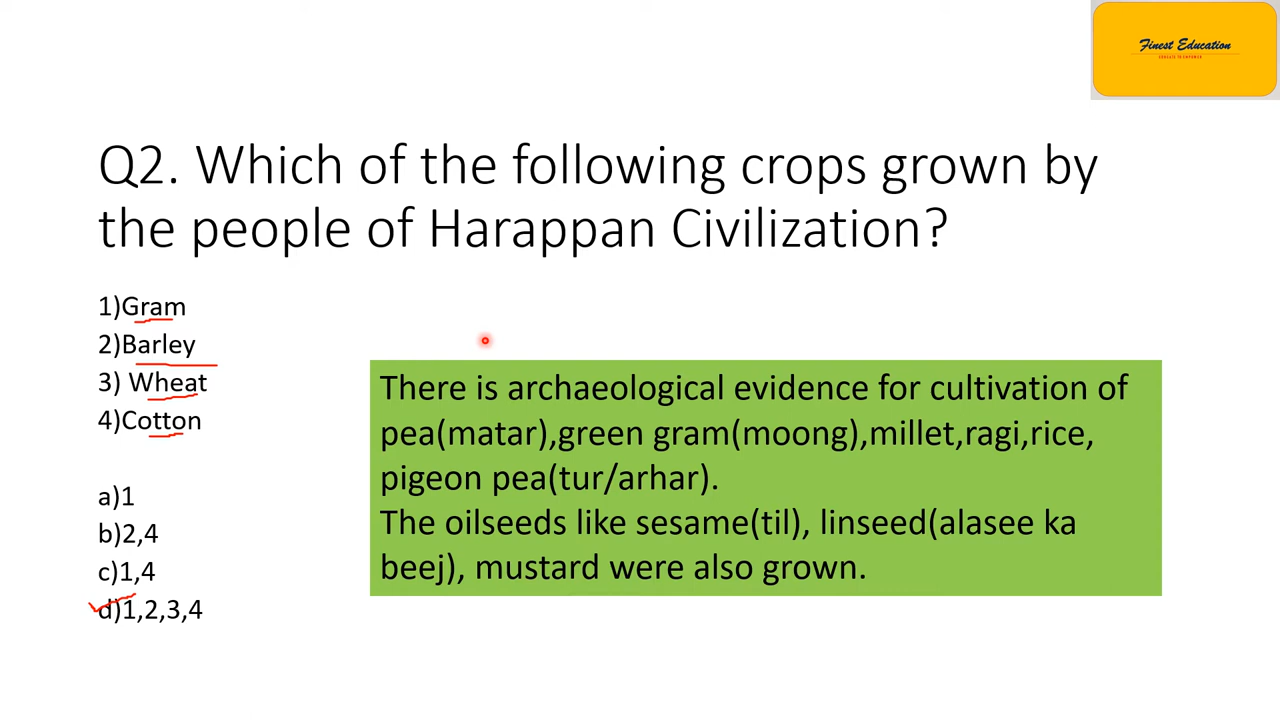 Finest Education
EDUCATE TO EMPOWER
Q2. Which of the following crops grown by
the people of Harappan Civilization?
1)Gram
2)Barley
3) Wheat
4)Cotton
a)1
b)2,4
c)1,4
d)1,2,3,4
There is archaeological evidence for cultivation of
pea(matar),green gram(moong),millet,ragi,rice,
pigeon pea(tur/arhar).
The oilseeds like sesame(til), linseed(alasee ka
beej), mustard were also grown.